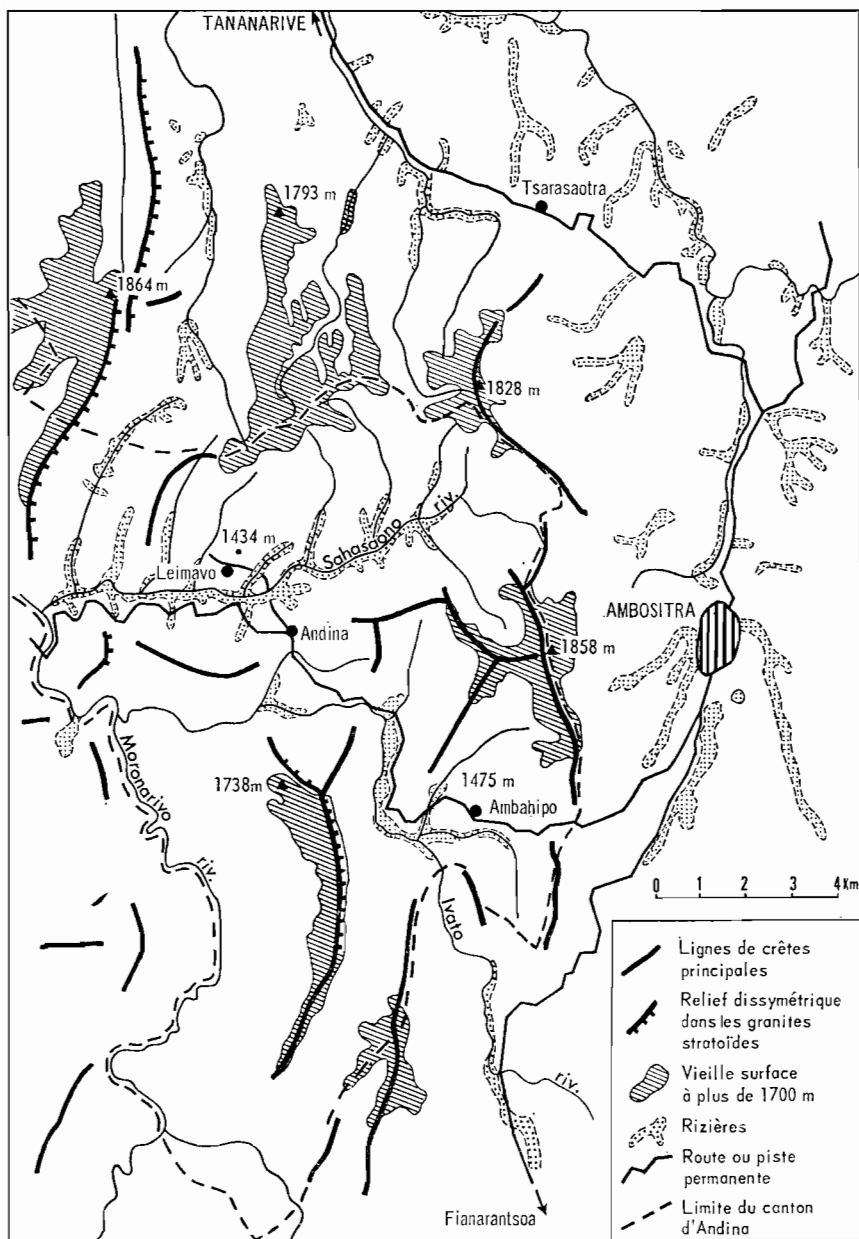 TANANARIVE
1793 m
Tsarasaotra
1864 m
1828 m
1434
Sahasaona riv.
Leimavo
AMBOSITRA
Andina
1858 m
Moronarivo riv.
1738m
1475 m
Ambahipo
Ivato
0 1 2 3 4 Km
riv.
Fianarantsoa
Lignes de crêtes
principales
Relief dissymétrique
dans les granites
stratoïdes
Vieille surface
à plus de 1700 m
Rizières
Route ou piste
permanente
Limite du canton
d'Andina